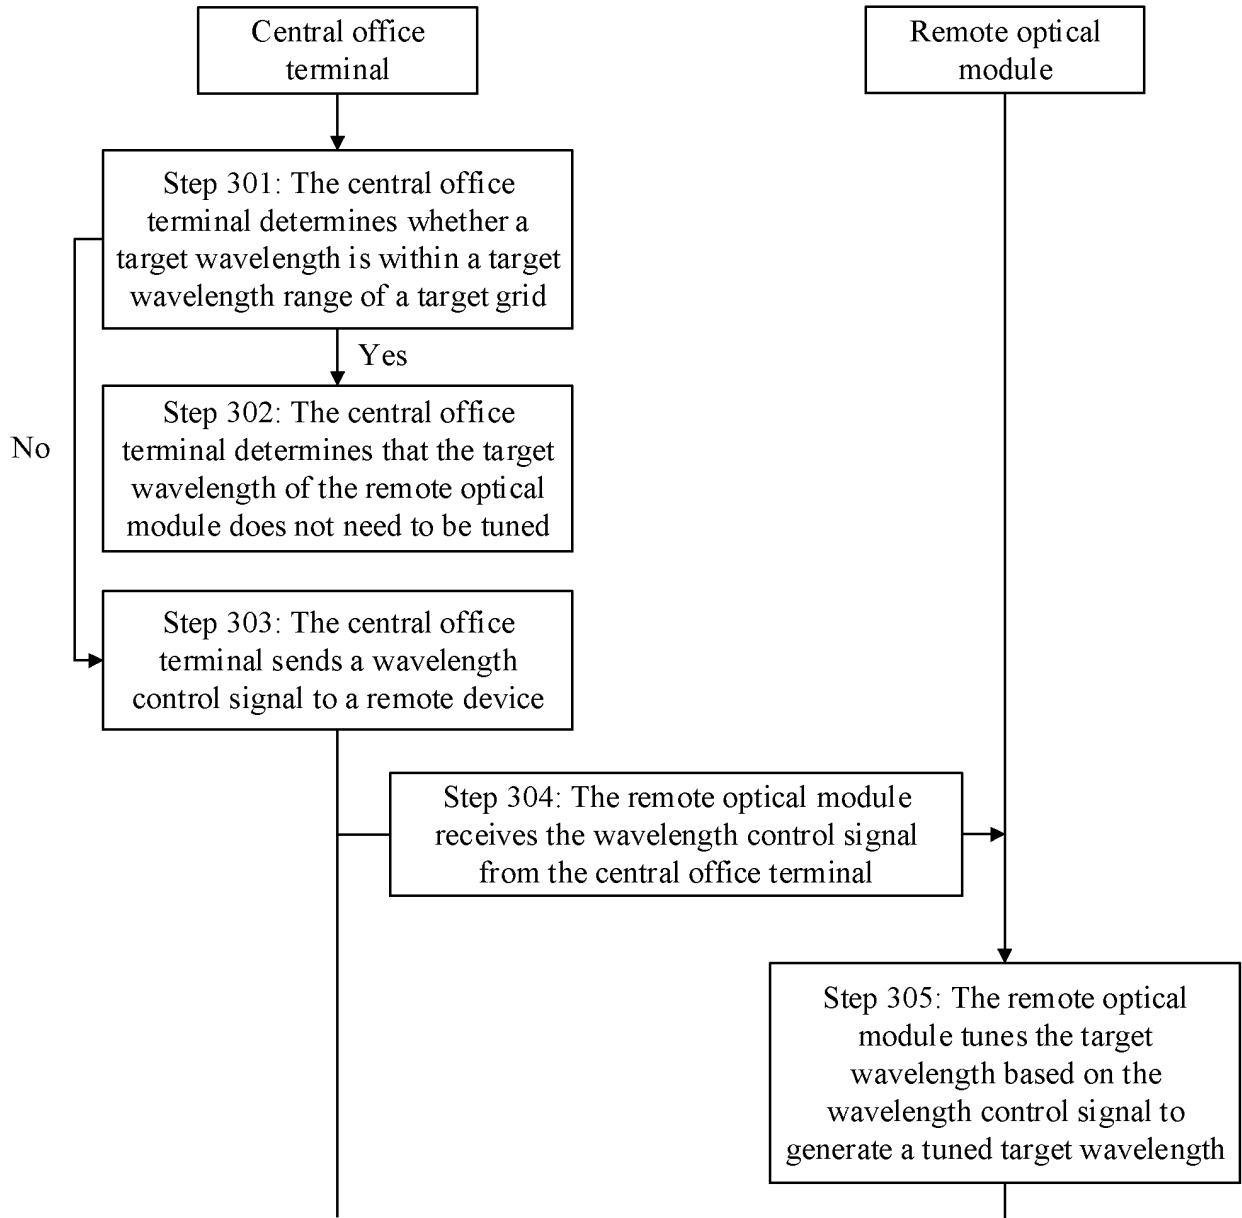 Central office
terminal
Remote optical
module
Step 301: The central office
terminal determines whether a
target wavelength is within a target
wavelength range of a target grid
Yes
No
Step 302: The central office
terminal determines that the target
wavelength of the remote optical
module does not need to be tuned
Step 303: The central office
terminal sends a wavelength
control signal to a remote device
Step 304: The remote optical module
receives the wavelength control signal
from the central office terminal
Step 305: The remote optical
module tunes the target
wavelength based on the
wavelength control signal to
generate a tuned target wavelength